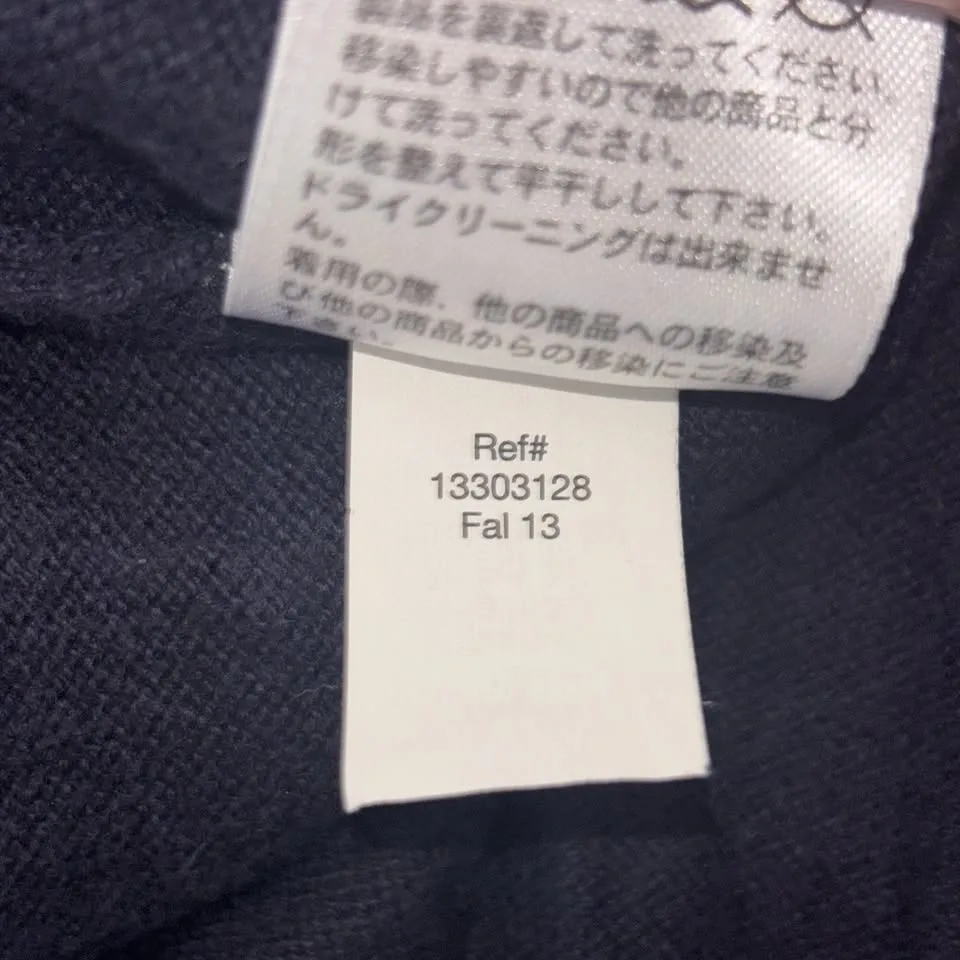 製品を裏返して洗ってください。
移染しやすいので他の商品と分
けて洗ってください。
形を整えて平干しして下さい。
ドライクリーニングは出来ませ
ん。
着用の際、他の商品への移染及
び他の商品からの移染にご注意
下さい。
Ref#
13303128
Fal 13